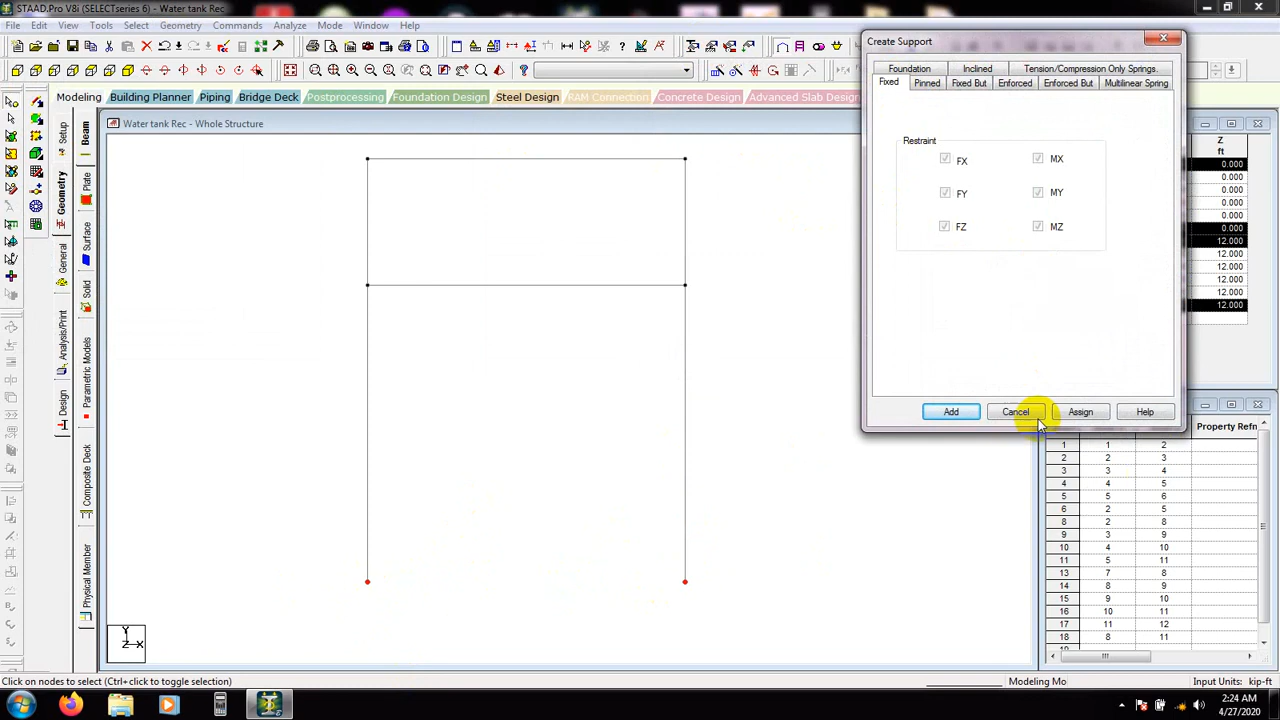 STAAD.Pro V8i (SELECTseries 6) - Water tank Rec
File Edit View Tools Select Geometry Commands Analyze Mode Window Help
Modeling Building Planner Piping Bridge Deck Postprocessing Foundation Design Steel Design RAM Connection Concrete Design Advanced Slab Design
Water tank Rec - Whole Structure
Setup
Geometry
General
Analysis/Print
Design
Beam
Plate
Surface
Solid
Parametric Models
Composite Deck
Physical Member
Create Support
Foundation Inclined Tension/Compression Only Springs.
Fixed Pinned Fixed But Enforced Enforced But Multilinear Spring
Restraint
FX MX
FY MY
FZ MZ
Add Cancel Assign Help
Z
ft
0.000
0.000
0.000
0.000
0.000
0.000
12.000
12.000
12.000
12.000
12.000
12.000
Property Refn
1 1 2
2 2 3
3 3 4
4 4 5
5 5 6
6 2 5
8 2 8
9 3 9
10 4 10
11 5 11
13 7 8
14 8 9
15 9 10
16 10 11
17 11 12
18 8 11
Y
Z X
Click on nodes to select (Ctrl+click to toggle selection)
Modeling Mo
Input Units: kip-ft
2:24 AM
4/27/2020